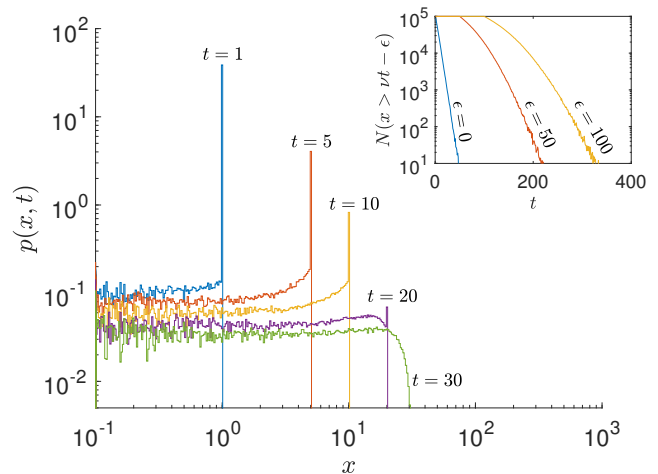 10^2
10^1
10^0
10^-1
10^-2
p(x, t)
10^-1
10^0
10^1
10^2
10^3
x
t = 1
t = 5
t = 10
t = 20
t = 30
10^5
10^4
10^3
10^2
10^1
N(x > νt − ϵ)
0
200
400
t
ϵ = 0
ϵ = 50
ϵ = 100